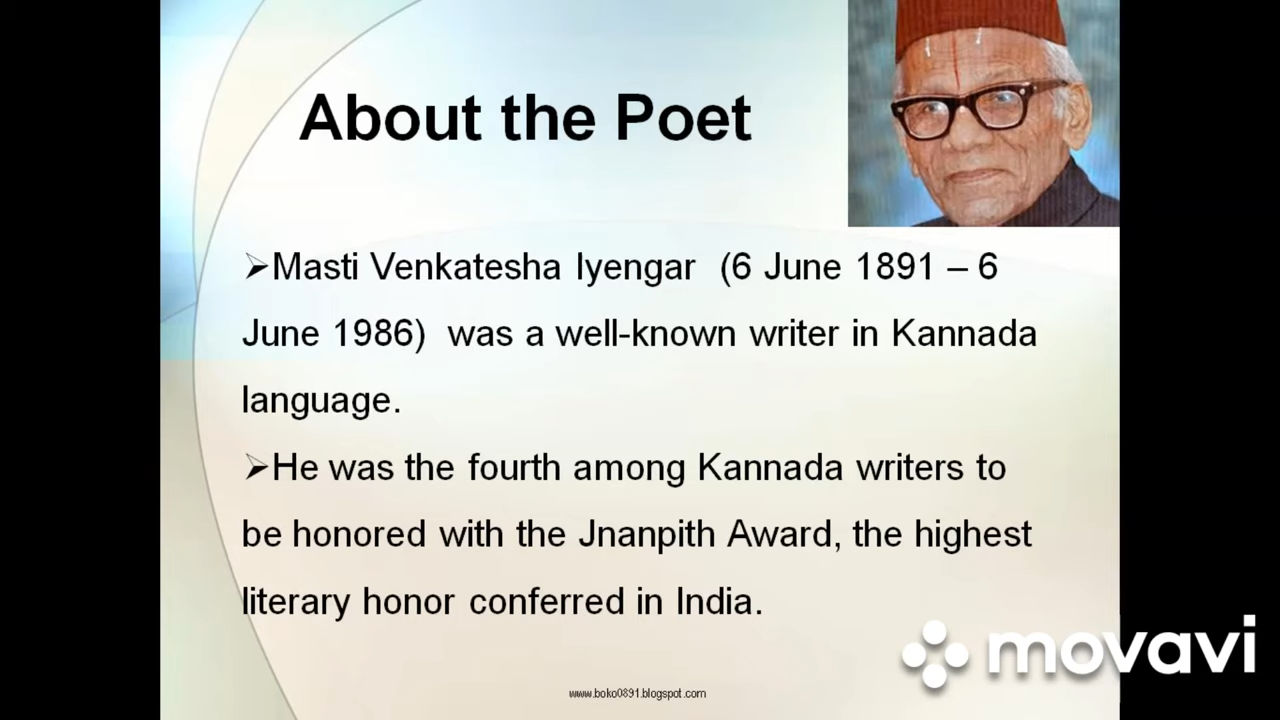 About the Poet
➢Masti Venkatesha Iyengar (6 June 1891 – 6
June 1986) was a well-known writer in Kannada
language.
➢He was the fourth among Kannada writers to
be honored with the Jnanpith Award, the highest
literary honor conferred in India.
movavi
www.boko0891.blogspot.com